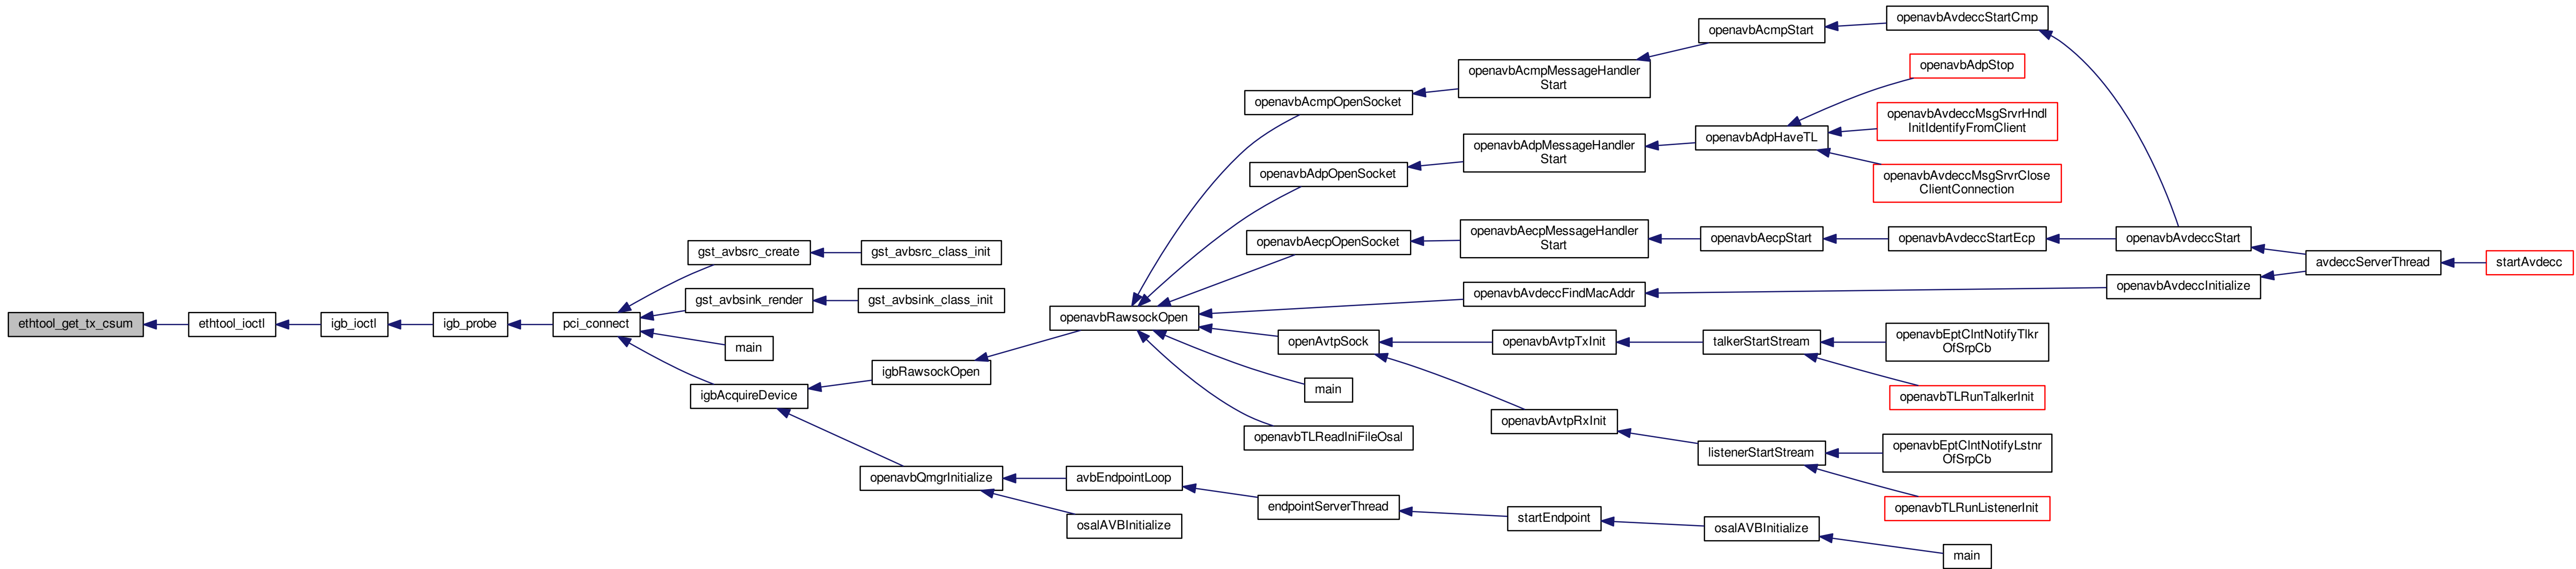 openavbAvdeccStartCmp
openavbAcmpStart
openavbAdpStop
openavbAcmpMessageHandler
Start
openavbAcmpOpenSocket
openavbAvdeccMsgSrvrHndl
InitIdentifyFromClient
openavbAdpHaveTL
openavbAdpMessageHandler
Start
openavbAdpOpenSocket
openavbAvdeccMsgSrvrClose
ClientConnection
openavbAecpMessageHandler
Start
openavbAecpOpenSocket
openavbAecpStart
openavbAvdeccStartEcp
openavbAvdeccStart
gst_avbsrc_create
gst_avbsrc_class_init
avdeccServerThread
startAvdecc
openavbAvdeccInitialize
openavbAvdeccFindMacAddr
gst_avbsink_render
gst_avbsink_class_init
openavbRawsockOpen
ethtool_get_tx_csum
ethtool_ioctl
igb_ioctl
igb_probe
pci_connect
main
openAvtpSock
openavbAvtpTxInit
talkerStartStream
openavbEptClntNotifyTlkr
OfSrpCb
igbRawsockOpen
igbAcquireDevice
main
openavbTLRunTalkerInit
openavbAvtpRxInit
openavbTLReadIniFileOsal
listenerStartStream
openavbEptClntNotifyLstnr
OfSrpCb
openavbQmgrInitialize
avbEndpointLoop
endpointServerThread
openavbTLRunListenerInit
osalAVBInitialize
startEndpoint
osalAVBInitialize
main